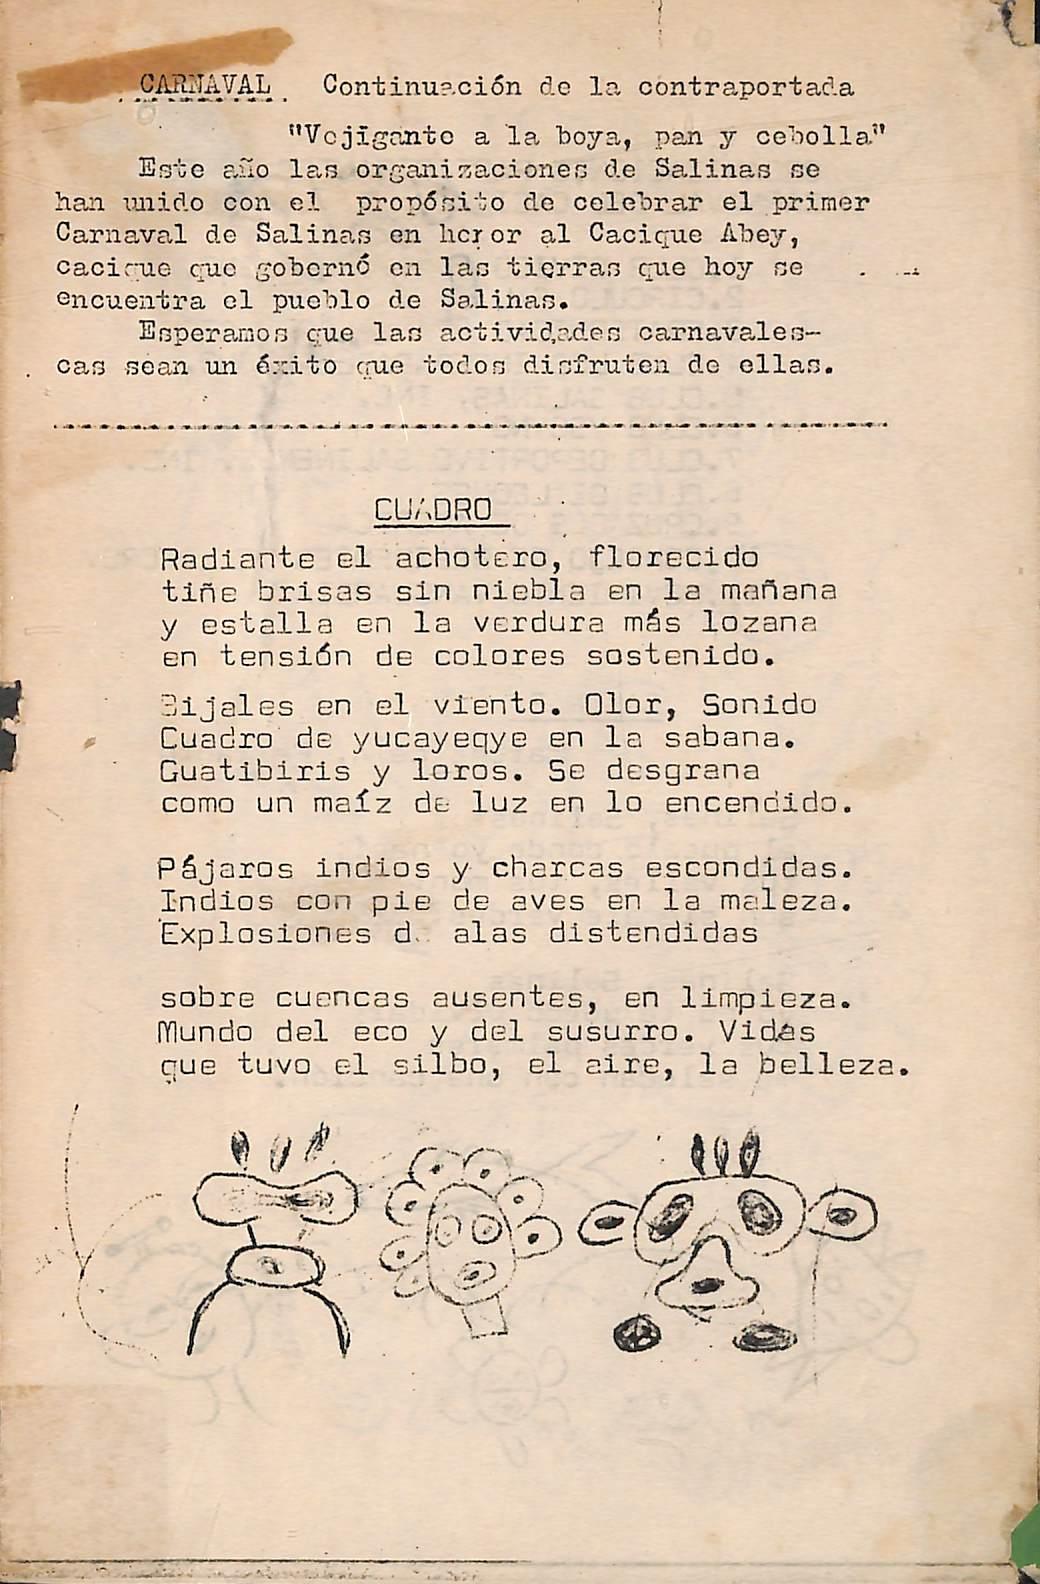 CARNAVAL Continuación de la contraportada
"Vejigante a la boya, pan y cebolla"
Este año las organizaciones de Salinas se
han unido con el propósito de celebrar el primer
Carnaval de Salinas en honor al Cacique Abey,
cacique que gobernó en las tierras que hoy se
encuentra el pueblo de Salinas.
Esperamos que las actividades carnavales-
cas sean un éxito que todos disfruten de ellas.
CUADRO
Radiante el achotero, florecido
tiñe brisas sin niebla en la mañana
y estalla en la verdura más lozana
en tensión de colores sostenido.
Bijales en el viento. Olor, Sonido
Cuadro de yucayeqye en la sabana.
Guatibiris y loros. Se desgrana
como un maíz de luz en lo encendido.
Pájaros indios y charcas escondidas.
Indios con pie de aves en la maleza.
Explosiones de alas distendidas
sobre cuencas ausentes, en limpieza.
Mundo del eco y del susurro. Vidas
que tuvo el silbo, el aire, la belleza.